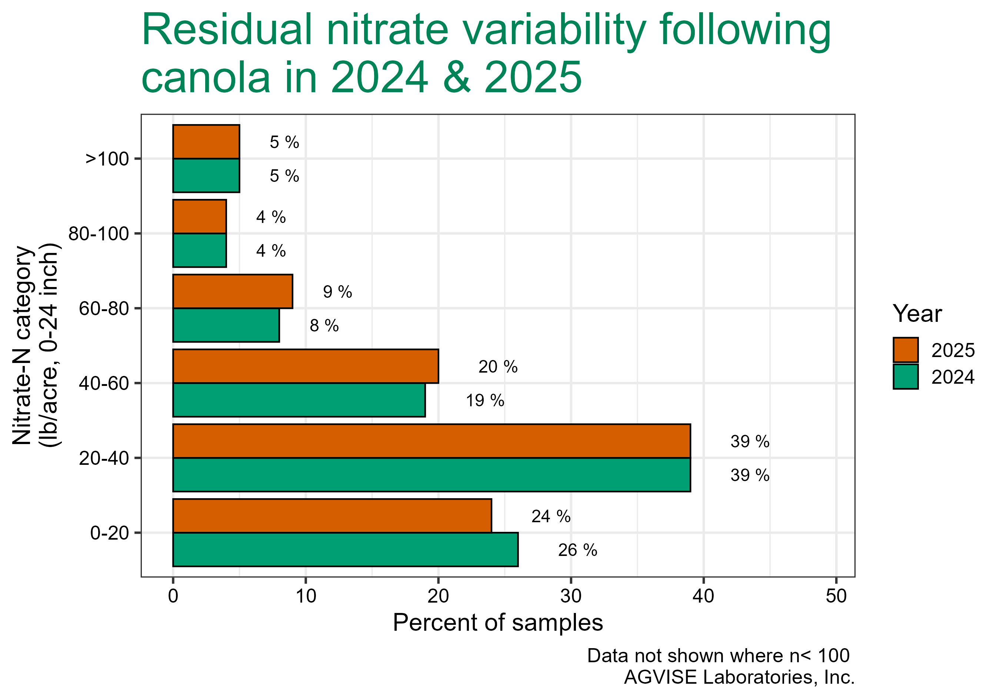 Residual nitrate variability following
canola in 2024 & 2025
Nitrate-N category
(lb/acre, 0-24 inch)
>100
5 %
5 %
80-100
4 %
4 %
60-80
9 %
8 %
40-60
20 %
19 %
20-40
39 %
39 %
0-20
24 %
26 %
0 10 20 30 40 50
Percent of samples
Year
2025
2024
Data not shown where n< 100
AGVISE Laboratories, Inc.